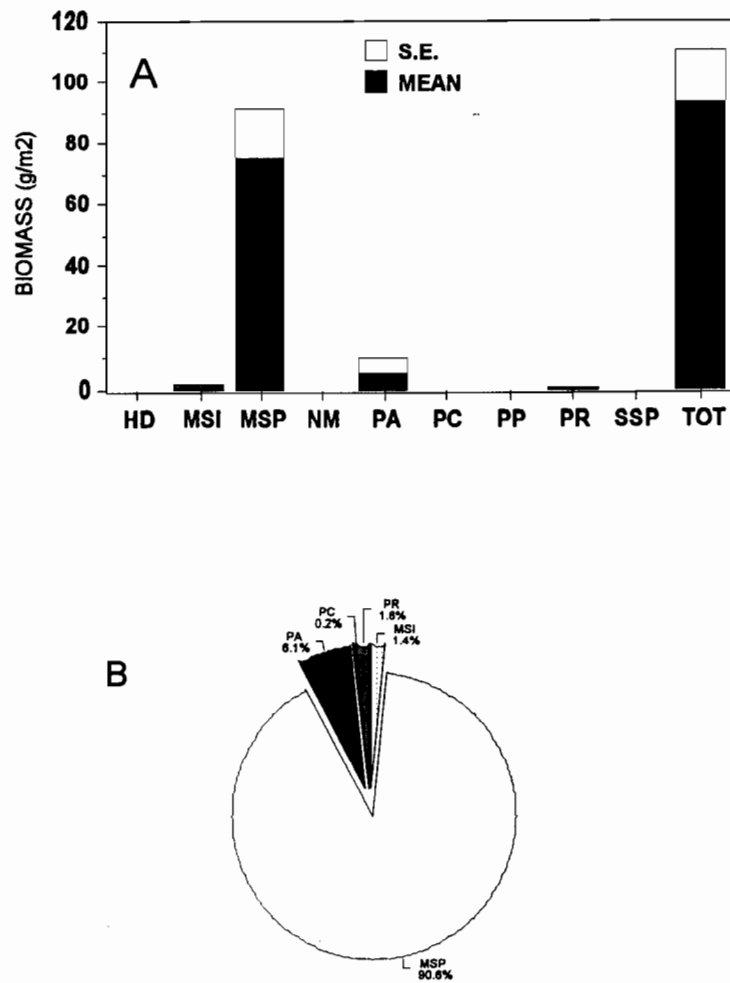 120
100
80
60
40
20
0
BIOMASS (g/m2)
A
S.E.
MEAN
HD MSI MSP NM PA PC PP PR SSP TOT
B
PA
6.1%
PC
0.2%
PR
1.6%
MSI
1.4%
MSP
90.6%